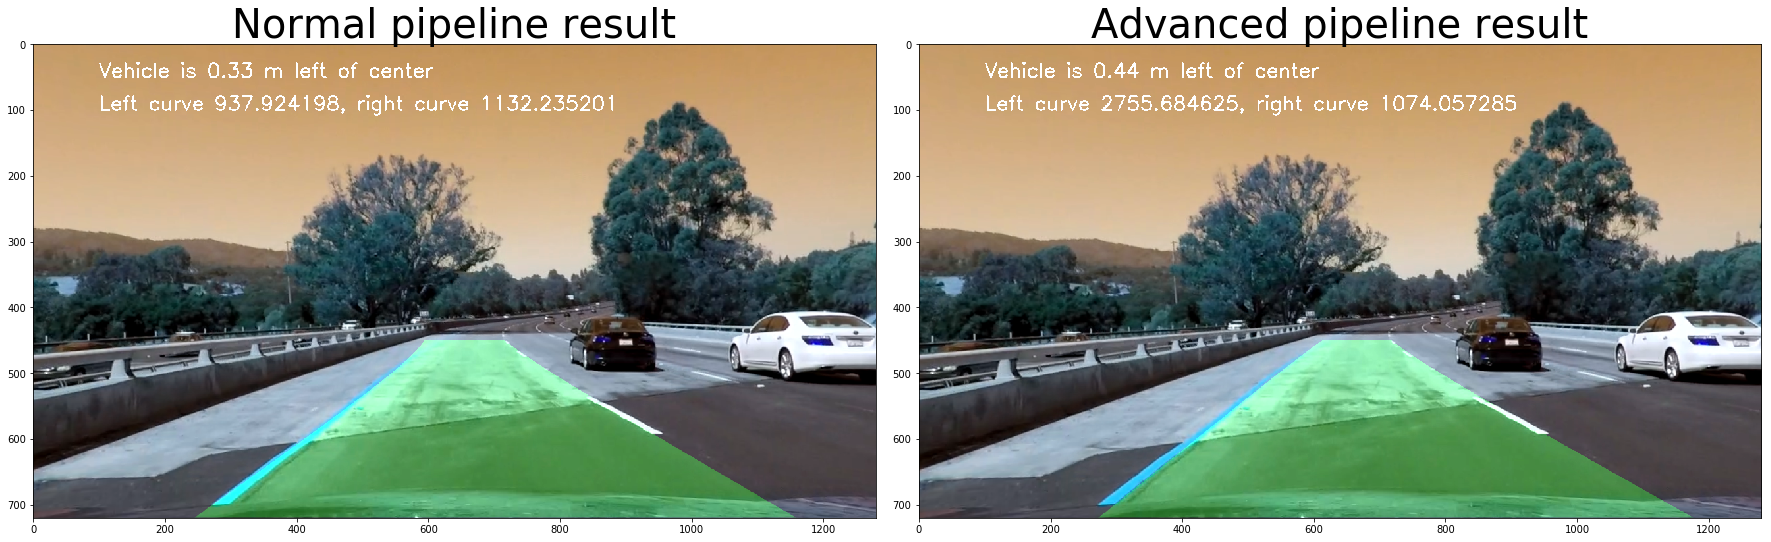 Normal pipeline result
Vehicle is 0.33 m left of center
Left curve 937.924198, right curve 1132.235201
0
100
200
300
400
500
600
700
0 200 400 600 800 1000 1200
Advanced pipeline result
Vehicle is 0.44 m left of center
Left curve 2755.684625, right curve 1074.057285
0
100
200
300
400
500
600
700
0 200 400 600 800 1000 1200